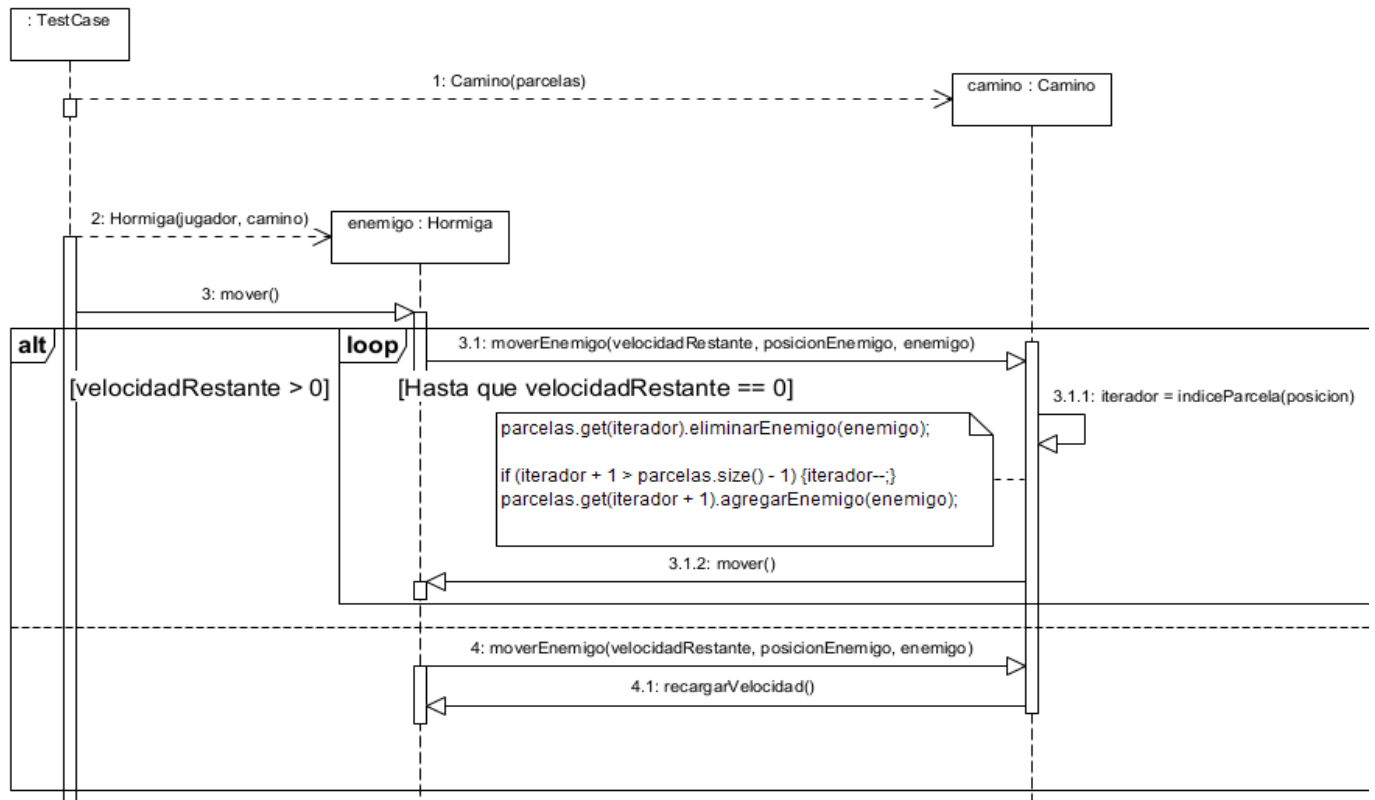 : TestCase
1: Camino(parcelas)
camino : Camino
2: Hormiga(jugador, camino)
enemigo : Hormiga
3: mover()
alt
loop
3.1: moverEnemigo(velocidadRestante, posicionEnemigo, enemigo)
[velocidadRestante > 0]
[Hasta que velocidadRestante == 0]
3.1.1: iterador = indiceParcela(posicion)
parcelas.get(iterador).eliminarEnemigo(enemigo);
if (iterador + 1 > parcelas.size() - 1) {iterador--;}
parcelas.get(iterador + 1).agregarEnemigo(enemigo);
3.1.2: mover()
4: moverEnemigo(velocidadRestante, posicionEnemigo, enemigo)
4.1: recargarVelocidad()